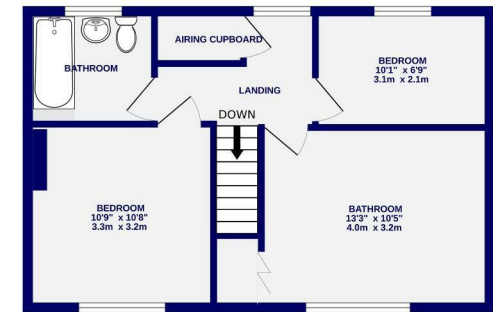 AIRING CUPBOARD
BATHROOM
BEDROOM
10'1" x 6'9"
3.1m x 2.1m
LANDING
DOWN
BEDROOM
10'9" x 10'8"
3.3m x 3.2m
BATHROOM
13'3" x 10'5"
4.0m x 3.2m